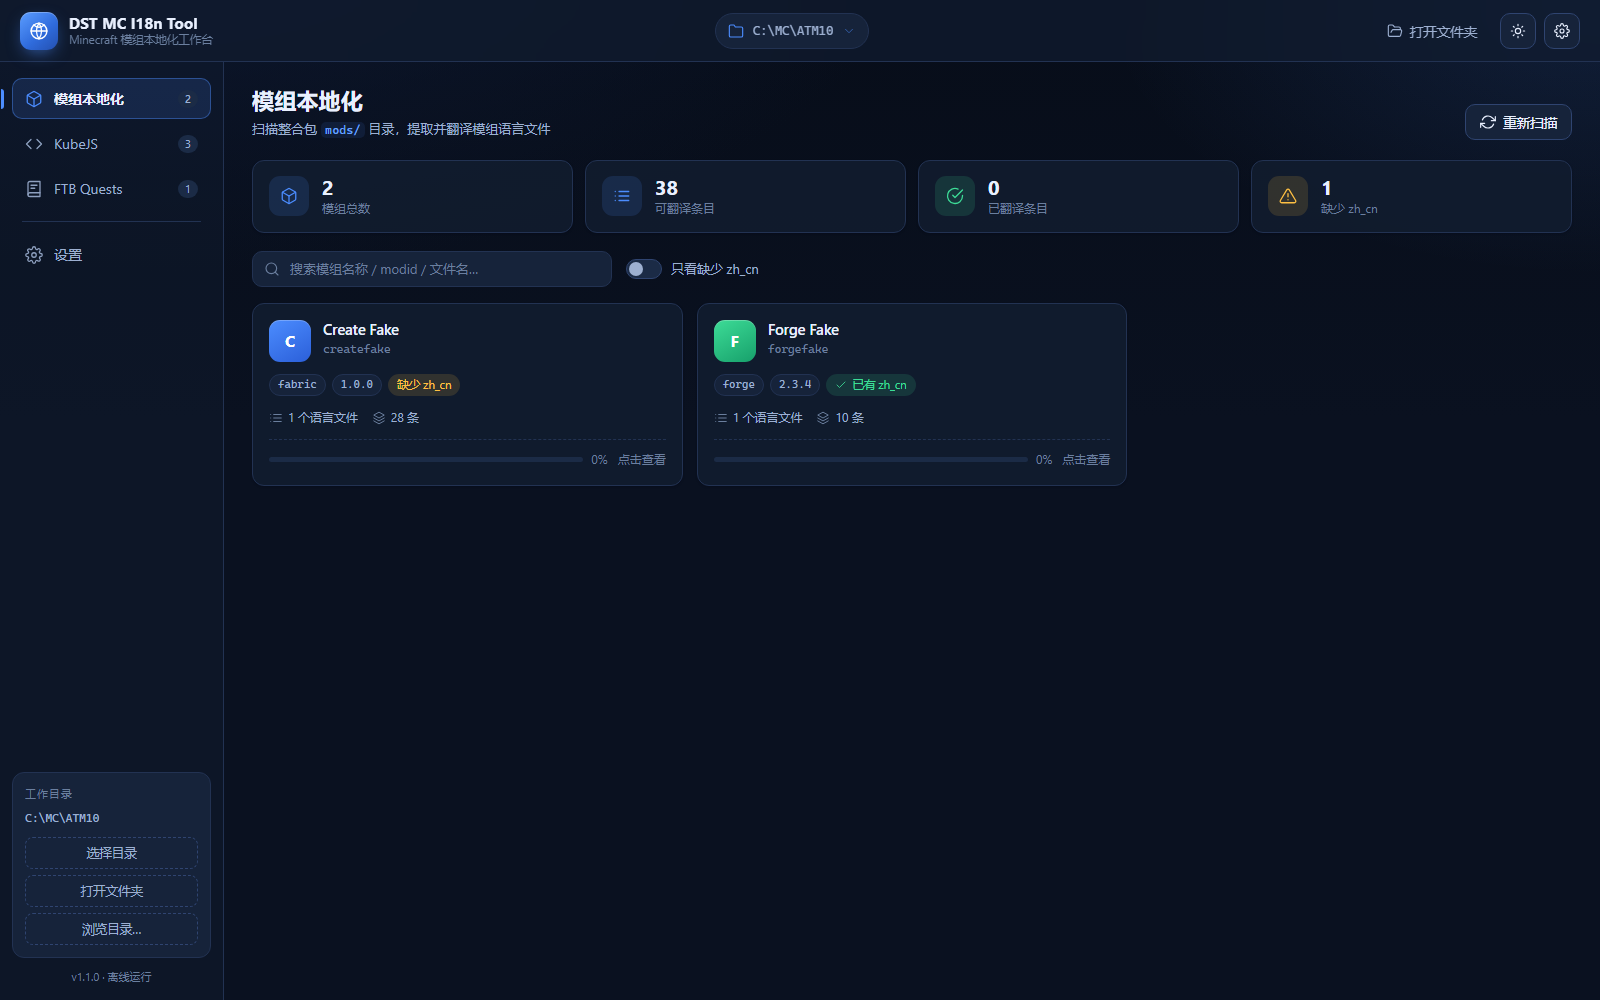 DST MC I18n Tool
Minecraft 模组本地化工作台
C:\MC\ATM10
打开文件夹
模组本地化 2
KubeJS 3
FTB Quests 1
设置
工作目录
C:\MC\ATM10
选择目录
打开文件夹
浏览目录...
v1.1.0 · 离线运行
模组本地化
扫描整合包 mods/ 目录，提取并翻译模组语言文件
重新扫描
2
模组总数
38
可翻译条目
0
已翻译条目
1
缺少 zh_cn
搜索模组名称 / modid / 文件名...
只看缺少 zh_cn
C
Create Fake
createfake
fabric 1.0.0 缺少 zh_cn
1 个语言文件 28 条
0% 点击查看
F
Forge Fake
forgefake
forge 2.3.4 已有 zh_cn
1 个语言文件 10 条
0% 点击查看